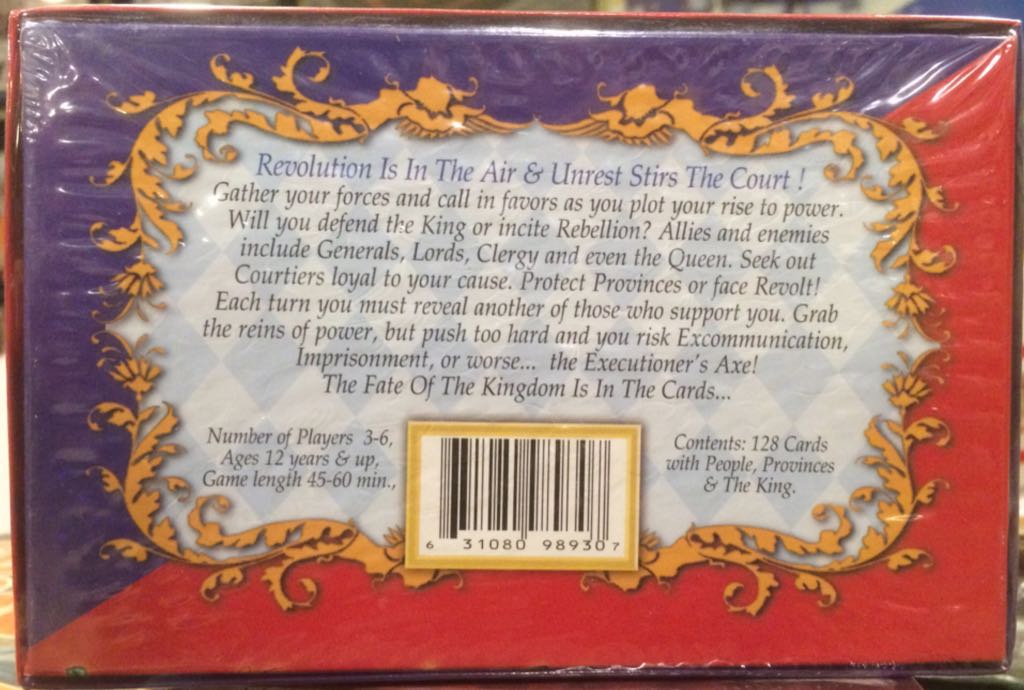 Revolution Is In The Air & Unrest Stirs The Court !
Gather your forces and call in favors as you plot your rise to power.
Will you defend the King or incite Rebellion? Allies and enemies
include Generals, Lords, Clergy and even the Queen. Seek out
Courtiers loyal to your cause. Protect Provinces or face Revolt!
Each turn you must reveal another of those who support you. Grab
the reins of power, but push too hard and you risk Excommunication,
Imprisonment, or worse... the Executioner's Axe!
The Fate Of The Kingdom Is In The Cards...
Number of Players 3-6,
Ages 12 years & up,
Game length 45-60 min.,
6 31080 98930 7
Contents: 128 Cards
with People, Provinces
& The King.